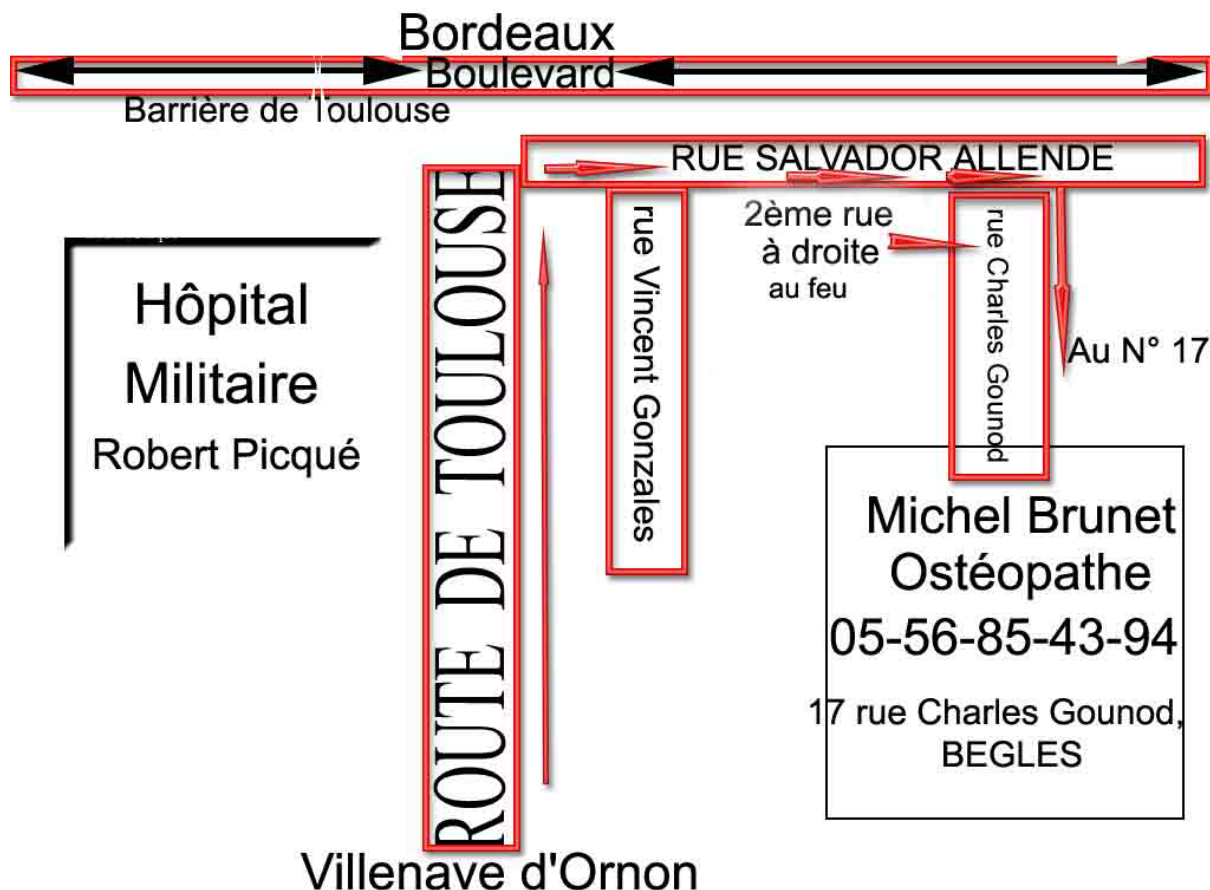 Bordeaux
Boulevard
Barrière de Toulouse
RUE SALVADOR ALLENDE
ROUTE DE TOULOUSE
rue Vincent Gonzales
2ème rue
à droite
au feu
rue Charles Gounod
Au N° 17
Hôpital
Militaire
Robert Picqué
Michel Brunet
Ostéopathe
05-56-85-43-94
17 rue Charles Gounod,
BEGLES
Villenave d'Ornon